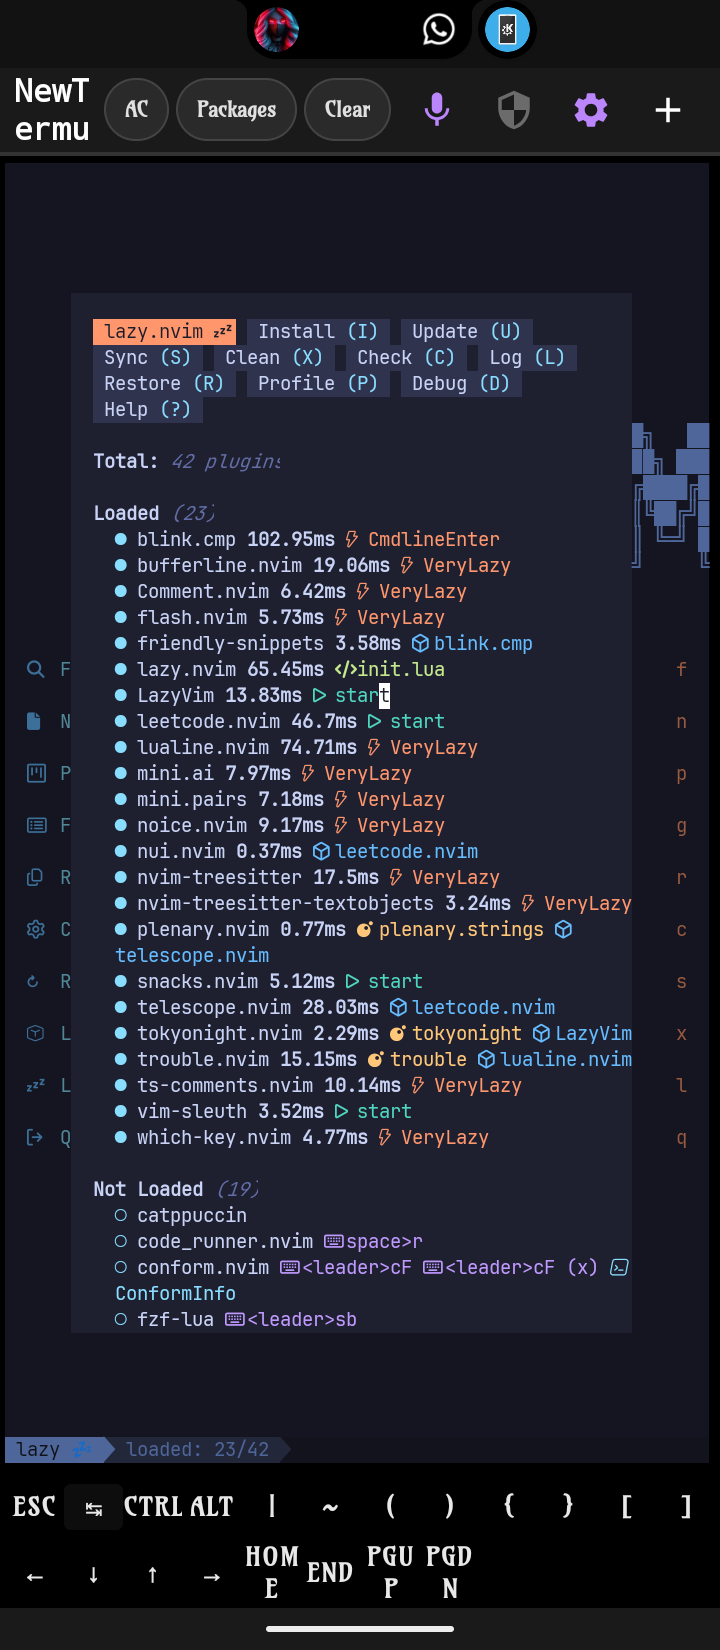 NewT
ermu
AC
Packages
Clear
lazy.nvim zzz Install (I) Update (U)
Sync (S) Clean (X) Check (C) Log (L)
Restore (R) Profile (P) Debug (D)
Help (?)
Total: 42 plugins
Loaded (23)
blink.cmp 102.95ms CmdlineEnter
bufferline.nvim 19.06ms VeryLazy
Comment.nvim 6.42ms VeryLazy
flash.nvim 5.73ms VeryLazy
friendly-snippets 3.58ms blink.cmp
F lazy.nvim 65.45ms </>init.lua f
LazyVim 13.83ms start
N leetcode.nvim 46.7ms start n
lualine.nvim 74.71ms VeryLazy
P mini.ai 7.97ms VeryLazy p
mini.pairs 7.18ms VeryLazy
F noice.nvim 9.17ms VeryLazy g
nui.nvim 0.37ms leetcode.nvim
R nvim-treesitter 17.5ms VeryLazy r
nvim-treesitter-textobjects 3.24ms VeryLazy
C plenary.nvim 0.77ms plenary.strings c
telescope.nvim
R snacks.nvim 5.12ms start s
telescope.nvim 28.03ms leetcode.nvim
L tokyonight.nvim 2.29ms tokyonight LazyVim x
trouble.nvim 15.15ms trouble lualine.nvim
zzz L ts-comments.nvim 10.14ms VeryLazy l
vim-sleuth 3.52ms start
Q which-key.nvim 4.77ms VeryLazy q
Not Loaded (19)
catppuccin
code_runner.nvim space>r
conform.nvim <leader>cF <leader>cF (x)
ConformInfo
fzf-lua <leader>sb
lazy 💤 loaded: 23/42
ESC ↹ CTRL ALT | ~ ( ) { } [ ]
← ↓ ↑ → HOM
E END PGU
P PGD
N